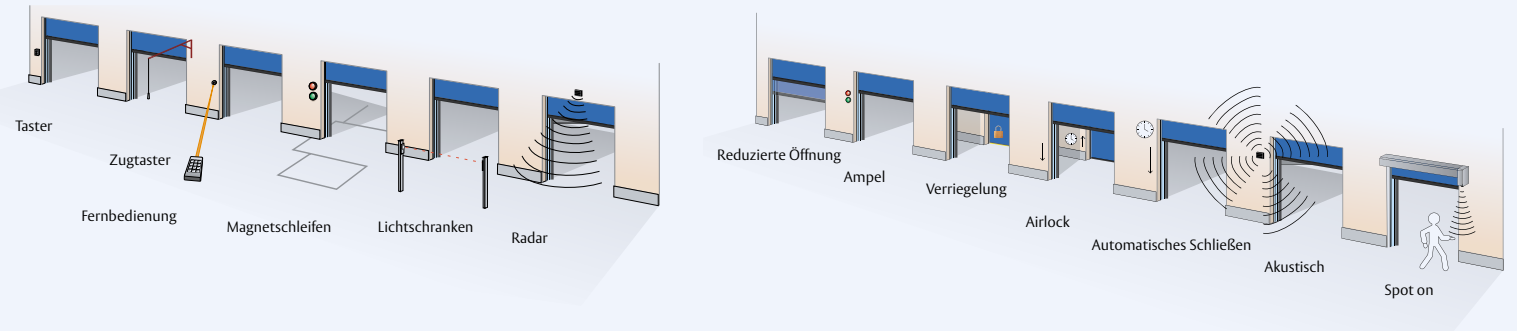 Taster
Zugtaster
Fernbedienung
Magnetschleifen
Lichtschranken
Radar
Reduzierte Öffnung
Ampel
Verriegelung
Airlock
Automatisches Schließen
Akustisch
Spot on